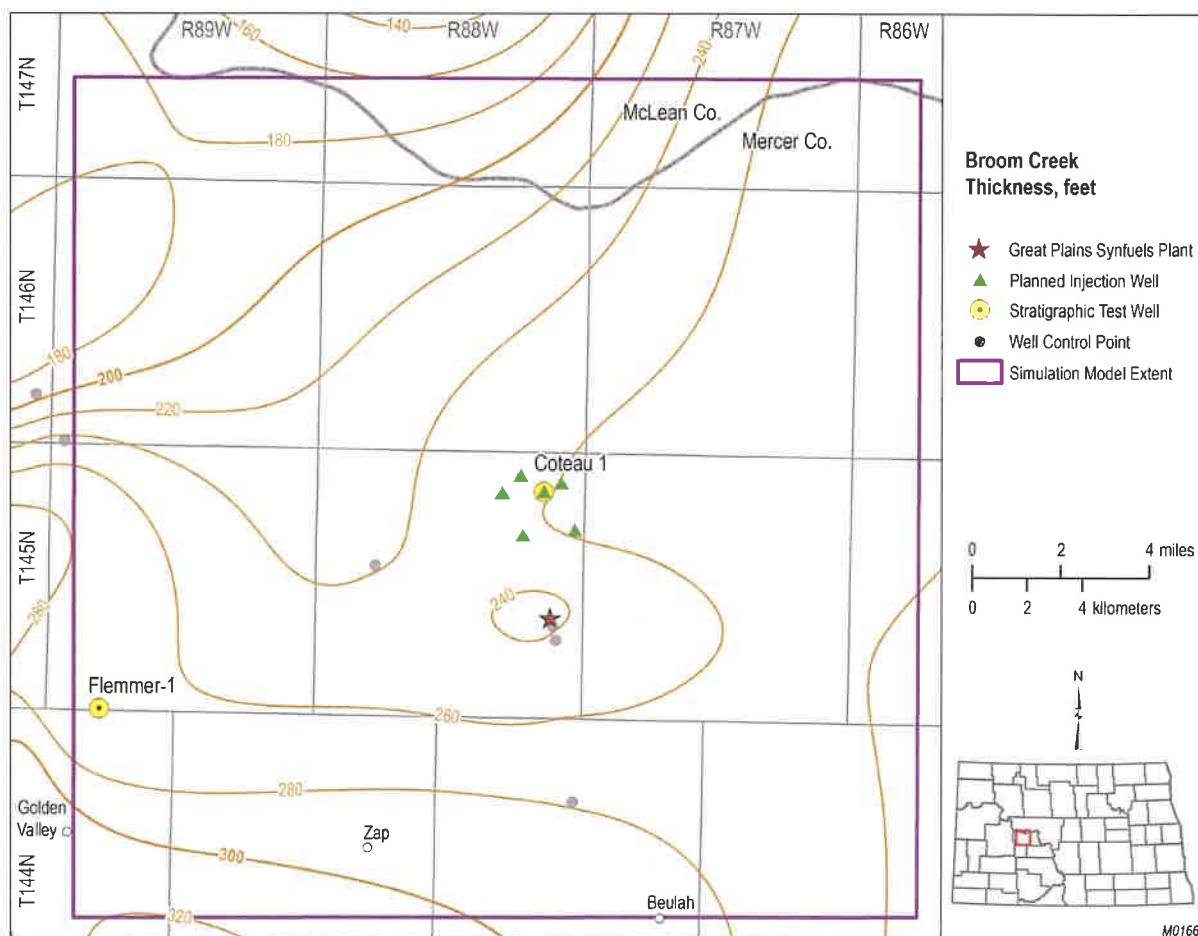 160
140
R89W
R88W
240
R87W
R86W
T147N
McLean Co.
Mercer Co.
180
Broom Creek
Thickness, feet
Great Plains Synfuels Plant
Planned Injection Well
Stratigraphic Test Well
Well Control Point
Simulation Model Extent
T146N
180
200
220
Coteau 1
T145N
280
240
0 2 4 miles
0 2 4 kilometers
Flemmer-1
260
N
280
Golden
Valley
Zap
300
T144N
320
Beulah
M0166